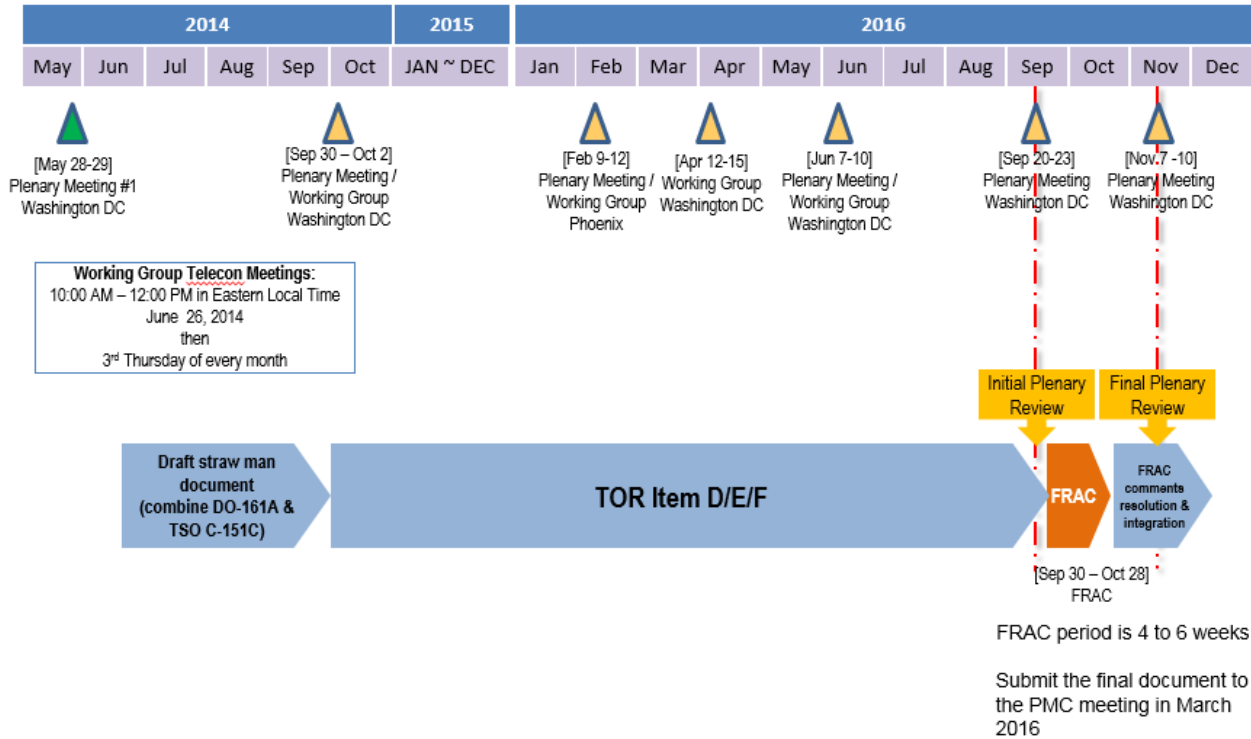 2014 2015 2016
May Jun Jul Aug Sep Oct JAN ~ DEC Jan Feb Mar Apr May Jun Jul Aug Sep Oct Nov Dec
[May 28-29]
Plenary Meeting #1
Washington DC
[Sep 30 – Oct 2]
Plenary Meeting /
Working Group
Washington DC
[Feb 9-12]
Plenary Meeting /
Working Group
Phoenix
[Apr 12-15]
Working Group
Washington DC
[Jun 7-10]
Plenary Meeting /
Working Group
Washington DC
[Sep 20-23]
Plenary Meeting
Washington DC
[Nov 7 -10]
Plenary Meeting
Washington DC
Working Group Telecon Meetings:
10:00 AM – 12:00 PM in Eastern Local Time
June 26, 2014
then
3rd Thursday of every month
Initial Plenary
Review
Final Plenary
Review
Draft straw man
document
(combine DO-161A &
TSO C-151C)
TOR Item D/E/F
FRAC
FRAC
comments
resolution &
integration
[Sep 30 – Oct 28]
FRAC
FRAC period is 4 to 6 weeks
Submit the final document to
the PMC meeting in March
2016